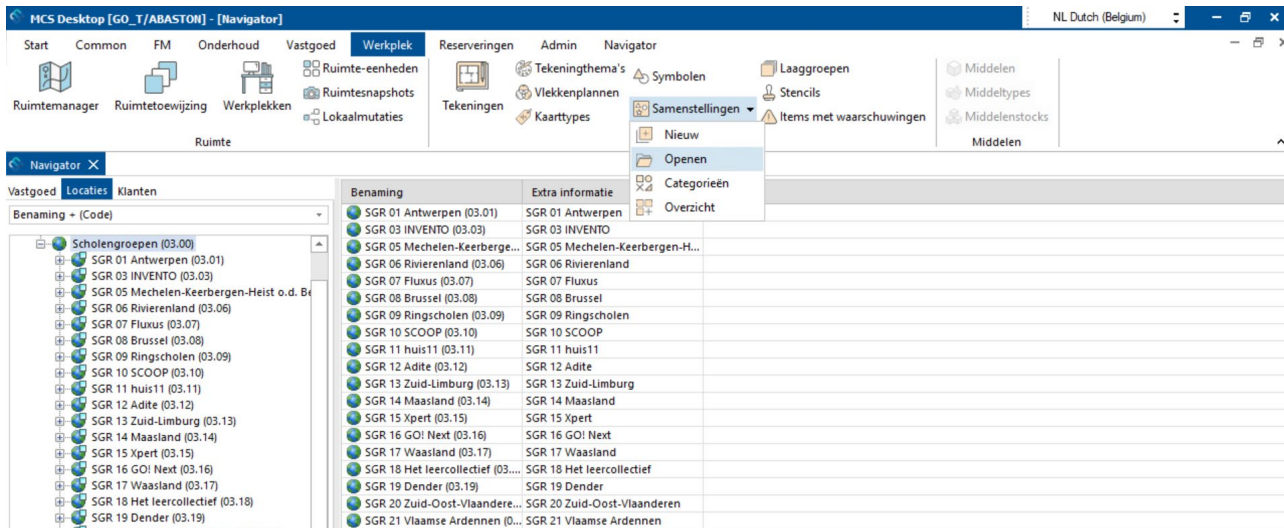 MCS Desktop [GO_T/ABASTON] - [Navigator]
NL Dutch (Belgium)
Start Common FM Onderhoud Vastgoed Werkplek Reserveringen Admin Navigator
Ruimtemanager
Ruimtetoewijzing
Werkplekken
Ruimte-eenheden
Ruimtesnapshots
Lokaalmutaties
Ruimte
Tekeningen
Tekeningthema's
Vlekkenplannen
Kaarttypes
Symbolen
Samenstellingen
Nieuw
Openen
Categorieën
Overzicht
Laaggroepen
Stencils
Items met waarschuwingen
Middelen
Middeltypes
Middelenstocks
Middelen
Navigator X
Vastgoed Locaties Klanten
Benaming + (Code)
Scholengroepen (03.00)
SGR 01 Antwerpen (03.01)
SGR 03 INVENTO (03.03)
SGR 05 Mechelen-Keerbergen-Heist o.d. Be
SGR 06 Rivierenland (03.06)
SGR 07 Fluxus (03.07)
SGR 08 Brussel (03.08)
SGR 09 Ringscholen (03.09)
SGR 10 SCOOP (03.10)
SGR 11 huis11 (03.11)
SGR 12 Adite (03.12)
SGR 13 Zuid-Limburg (03.13)
SGR 14 Maasland (03.14)
SGR 15 Xpert (03.15)
SGR 16 GO! Next (03.16)
SGR 17 Waasland (03.17)
SGR 18 Het leercollectief (03.18)
SGR 19 Dender (03.19)
Benaming Extra informatie
SGR 01 Antwerpen (03.01) SGR 01 Antwerpen
SGR 03 INVENTO (03.03) SGR 03 INVENTO
SGR 05 Mechelen-Keerberge... SGR 05 Mechelen-Keerbergen-H...
SGR 06 Rivierenland (03.06) SGR 06 Rivierenland
SGR 07 Fluxus (03.07) SGR 07 Fluxus
SGR 08 Brussel (03.08) SGR 08 Brussel
SGR 09 Ringscholen (03.09) SGR 09 Ringscholen
SGR 10 SCOOP (03.10) SGR 10 SCOOP
SGR 11 huis11 (03.11) SGR 11 huis11
SGR 12 Adite (03.12) SGR 12 Adite
SGR 13 Zuid-Limburg (03.13) SGR 13 Zuid-Limburg
SGR 14 Maasland (03.14) SGR 14 Maasland
SGR 15 Xpert (03.15) SGR 15 Xpert
SGR 16 GO! Next (03.16) SGR 16 GO! Next
SGR 17 Waasland (03.17) SGR 17 Waasland
SGR 18 Het leercollectief (03.... SGR 18 Het leercollectief
SGR 19 Dender (03.19) SGR 19 Dender
SGR 20 Zuid-Oost-Vlaandere... SGR 20 Zuid-Oost-Vlaanderen
SGR 21 Vlaamse Ardennen (0... SGR 21 Vlaamse Ardennen